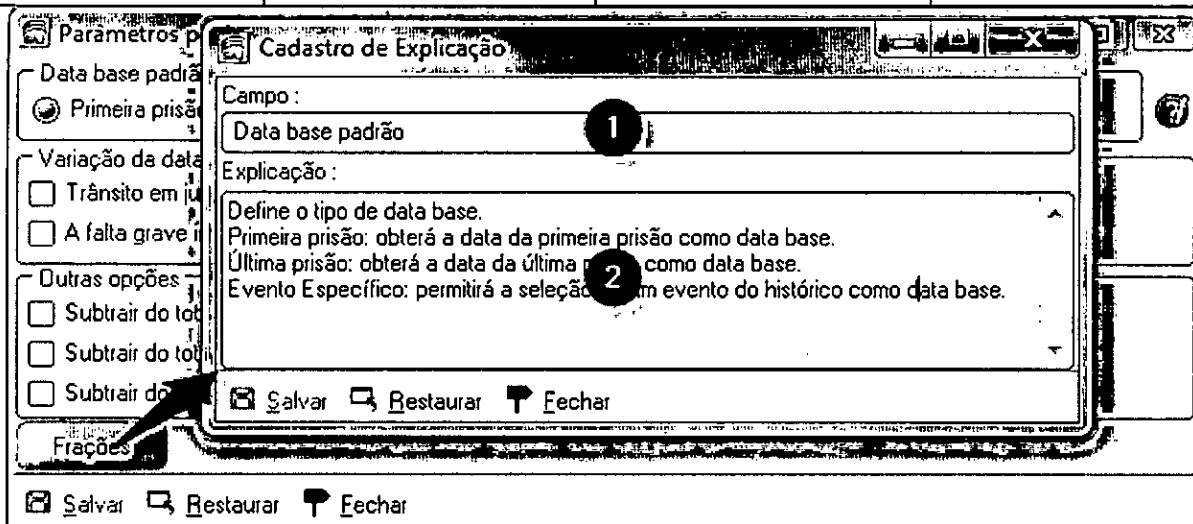 Parâmetros p
Cadastro de Explicação
Data base padrã
Primeira prisã
Variação da data
Trânsito em ju
A falta grave i
Outras opções
Subtrair do tot
Subtrair do tot
Subtrair do
Frações
Campo :
Data base padrão
1
Explicação :
Define o tipo de data base.
Primeira prisão: obterá a data da primeira prisão como data base.
Última prisão: obterá a data da última p como data base.
2
Evento Específico: permitirá a seleção m evento do histórico como data base.
Salvar Restaurar Fechar
Salvar Restaurar Fechar